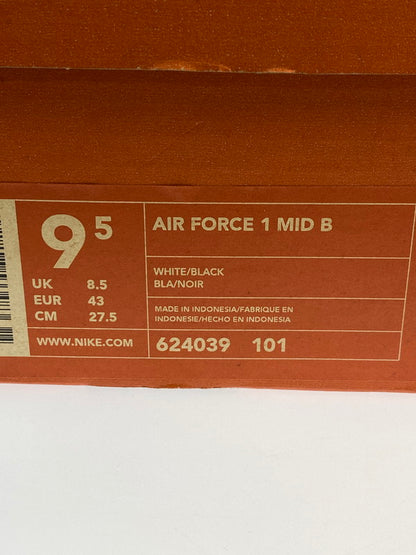 9 5
UK 8.5
EUR 43
CM 27.5
WWW.NIKE.COM
AIR FORCE 1 MID B
WHITE/BLACK
BLA/NOIR
MADE IN INDONESIA/FABRIQUE EN
INDONESIE/HECHO EN INDONESIA
624039 101